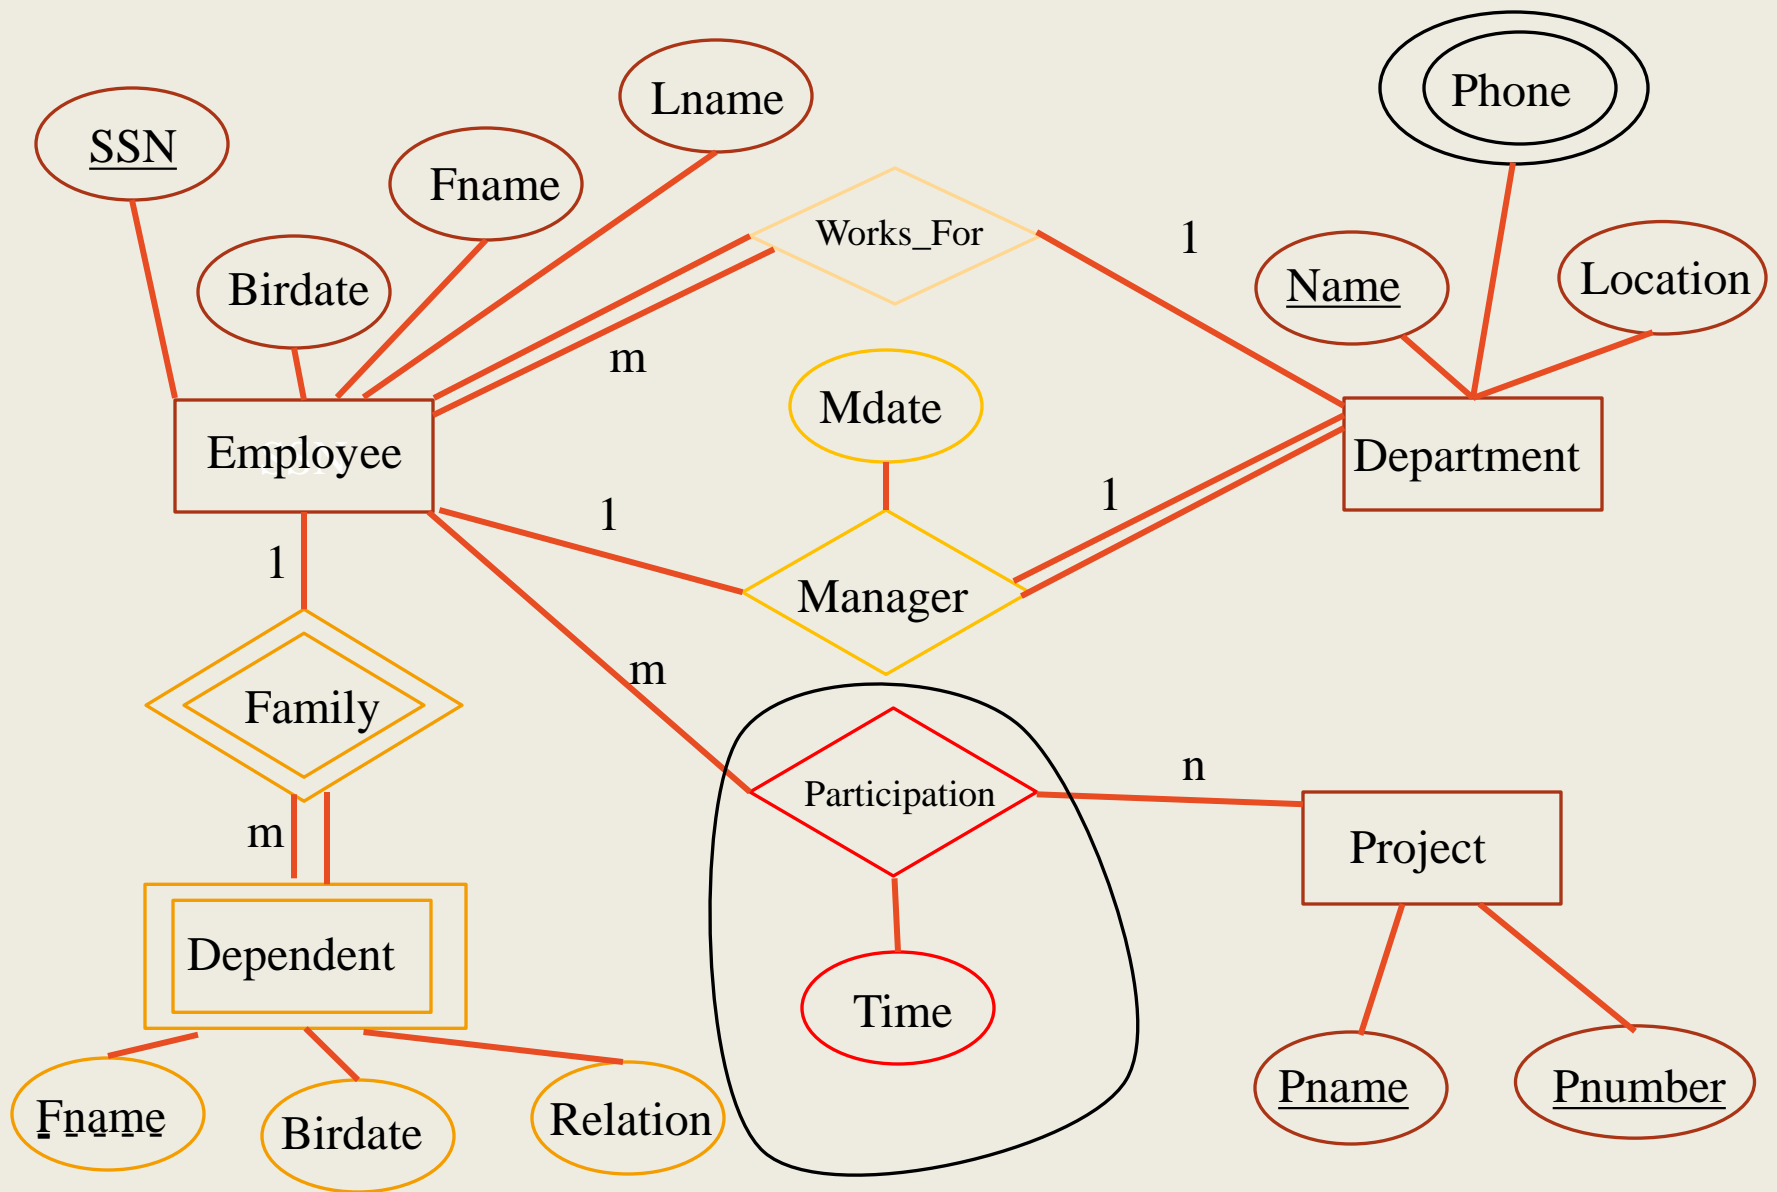 Lname
Phone
SSN
Fname
Works_For
1
Name
Location
Birdate
m
Mdate
Employee
Department
1
1
1
Manager
m
Family
n
Participation
m
Project
Dependent
Time
Fname
Birdate
Relation
Pname
Pnumber